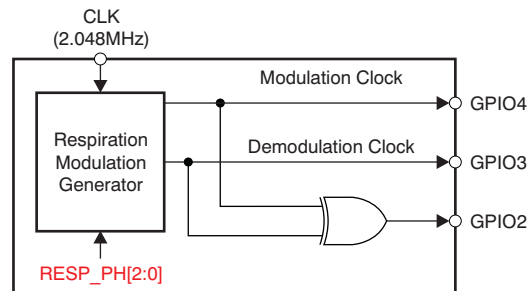 CLK
(2.048MHz)
Modulation Clock
GPIO4
Respiration
Modulation
Generator
Demodulation Clock
GPIO3
GPIO2
RESP_PH[2:0]